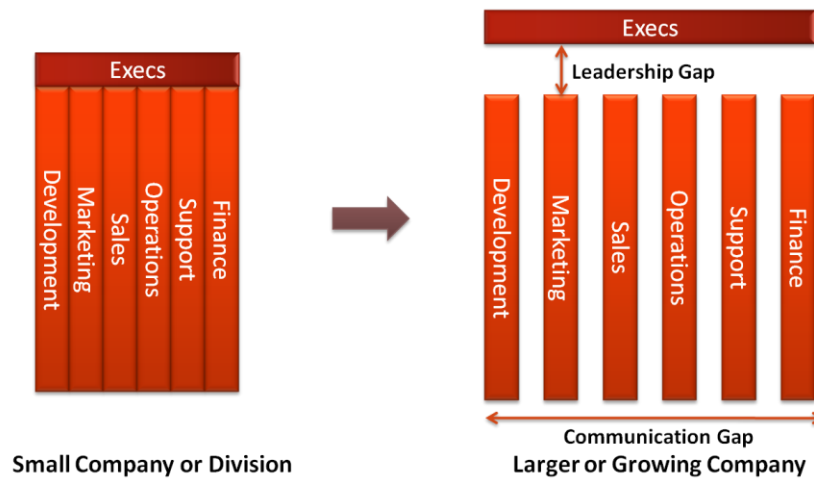 Execs
Development
Marketing
Sales
Operations
Support
Finance
Small Company or Division
Execs
Leadership Gap
Development
Marketing
Sales
Operations
Support
Finance
Communication Gap
Larger or Growing Company